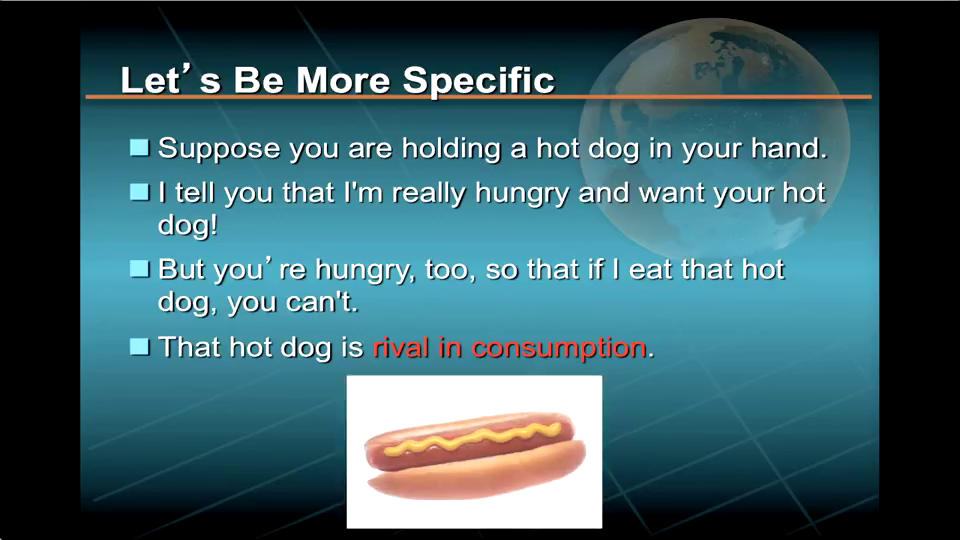 Let’s Be More Specific
Suppose you are holding a hot dog in your hand.
I tell you that I'm really hungry and want your hot
dog!
But you’re hungry, too, so that if I eat that hot
dog, you can't.
That hot dog is rival in consumption.